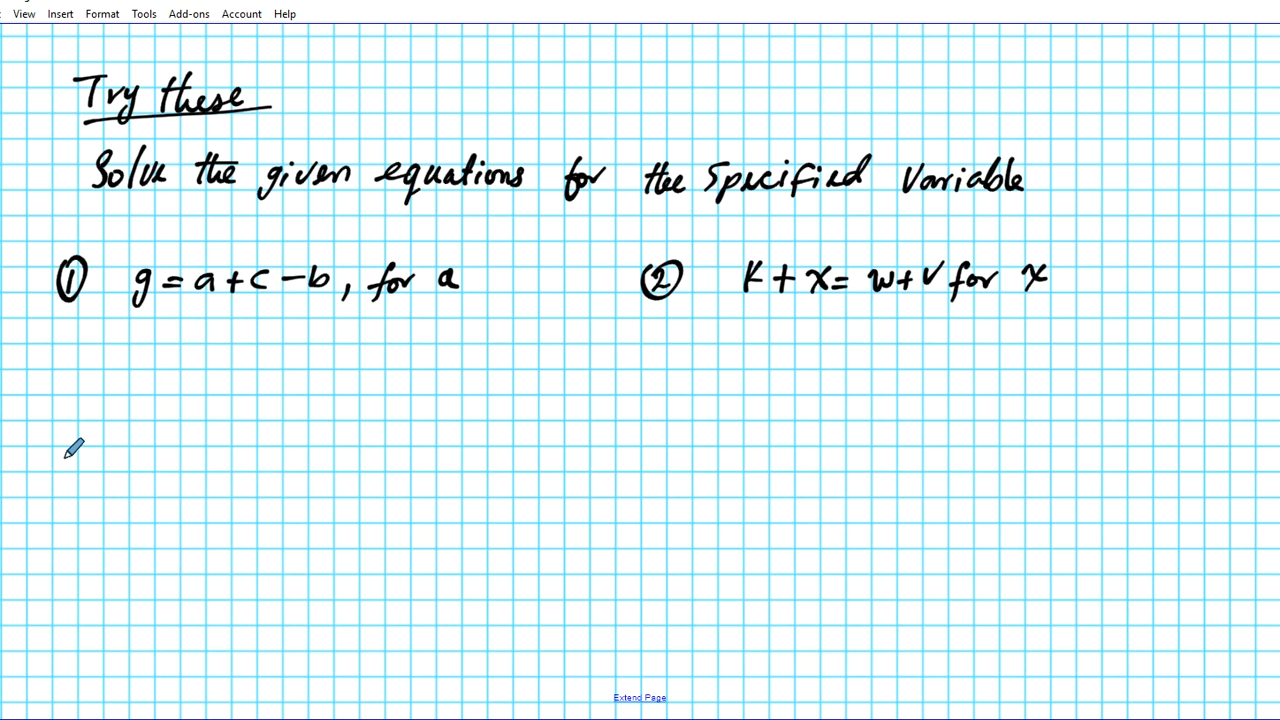 View Insert Format Tools Add-ons Account Help
Try these
Solve the given equations for the specified variable
① g = a + c - b, for a ② K + x = w + v for x
Extend Page